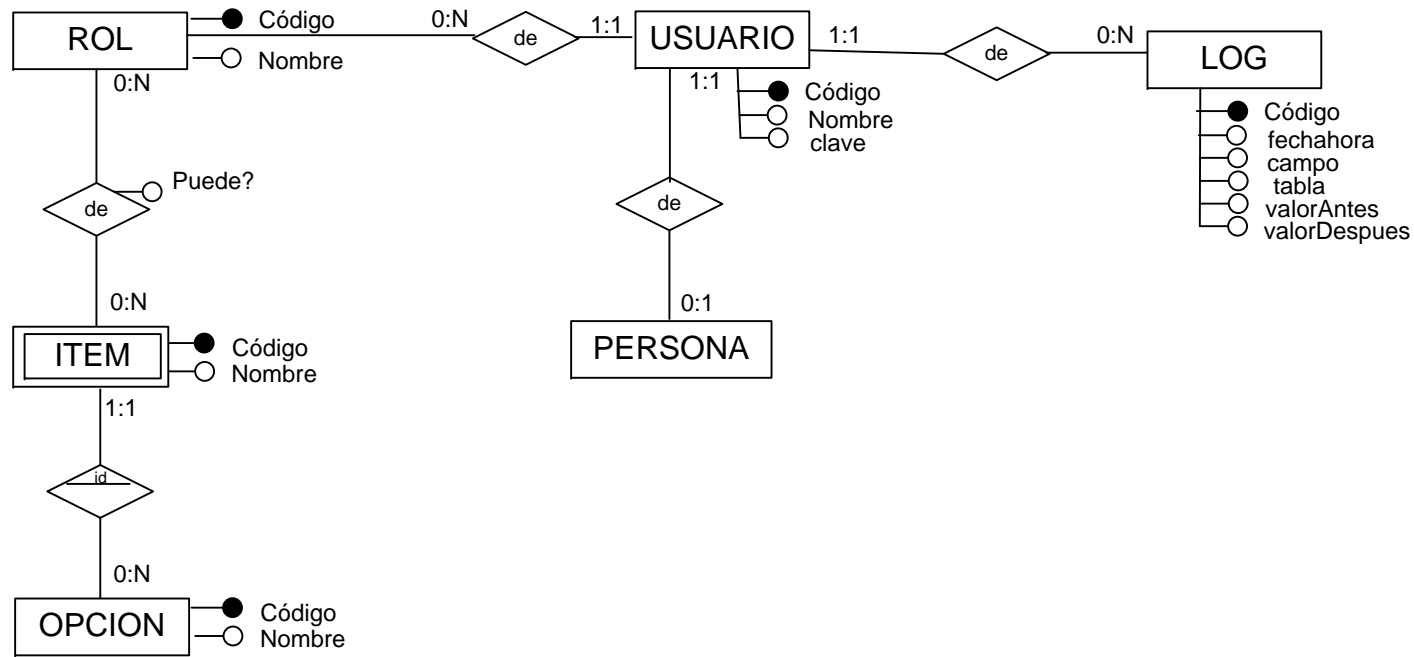 ROL
Código
Nombre
0:N
de
1:1
USUARIO
1:1
de
0:N
LOG
0:N
1:1
Código
Nombre
clave
Código
fechahora
campo
tabla
valorAntes
valorDespues
Puede?
de
de
0:N
0:1
ITEM
Código
Nombre
PERSONA
1:1
id
0:N
OPCION
Código
Nombre